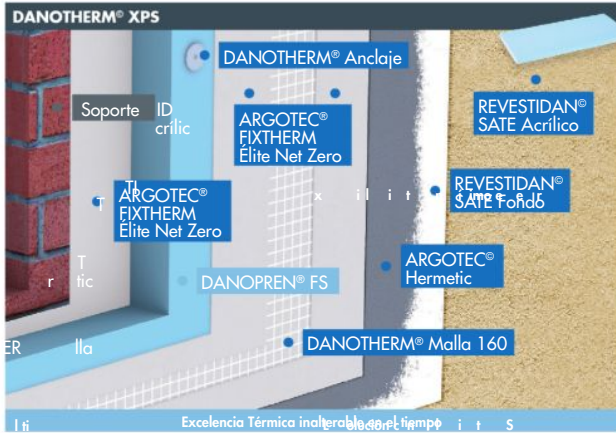 DANOTHERM® XPS
DANOTHERM® Anclaje
Soporte
ARGOTEC®
FIXTHERM
Élite Net Zero
REVESTIDAN©
SATE Acrílico
ARGOTEC®
FIXTHERM
Élite Net Zero
REVESTIDAN©
SATE Fondo
DANOPREN® FS
ARGOTEC©
Hermetic
DANOTHERM® Malla 160
Excelencia Térmica inalterable en el tiempo